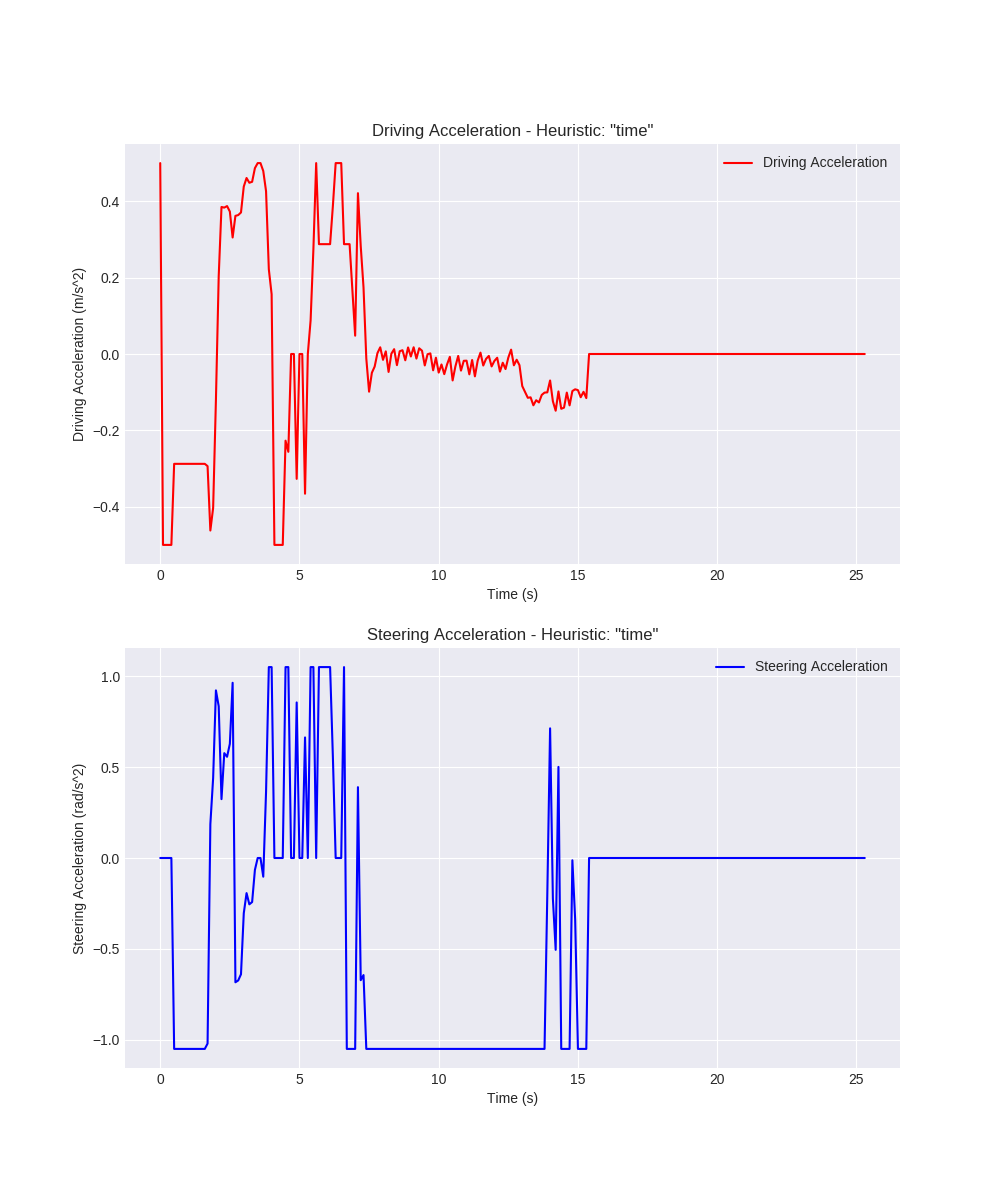 Driving Acceleration - Heuristic: "time"
Driving Acceleration
Driving Acceleration (m/s^2)
0.4
0.2
0.0
−0.2
−0.4
0 5 10 15 20 25
Time (s)
Steering Acceleration - Heuristic: "time"
Steering Acceleration
Steering Acceleration (rad/s^2)
1.0
0.5
0.0
−0.5
−1.0
0 5 10 15 20 25
Time (s)